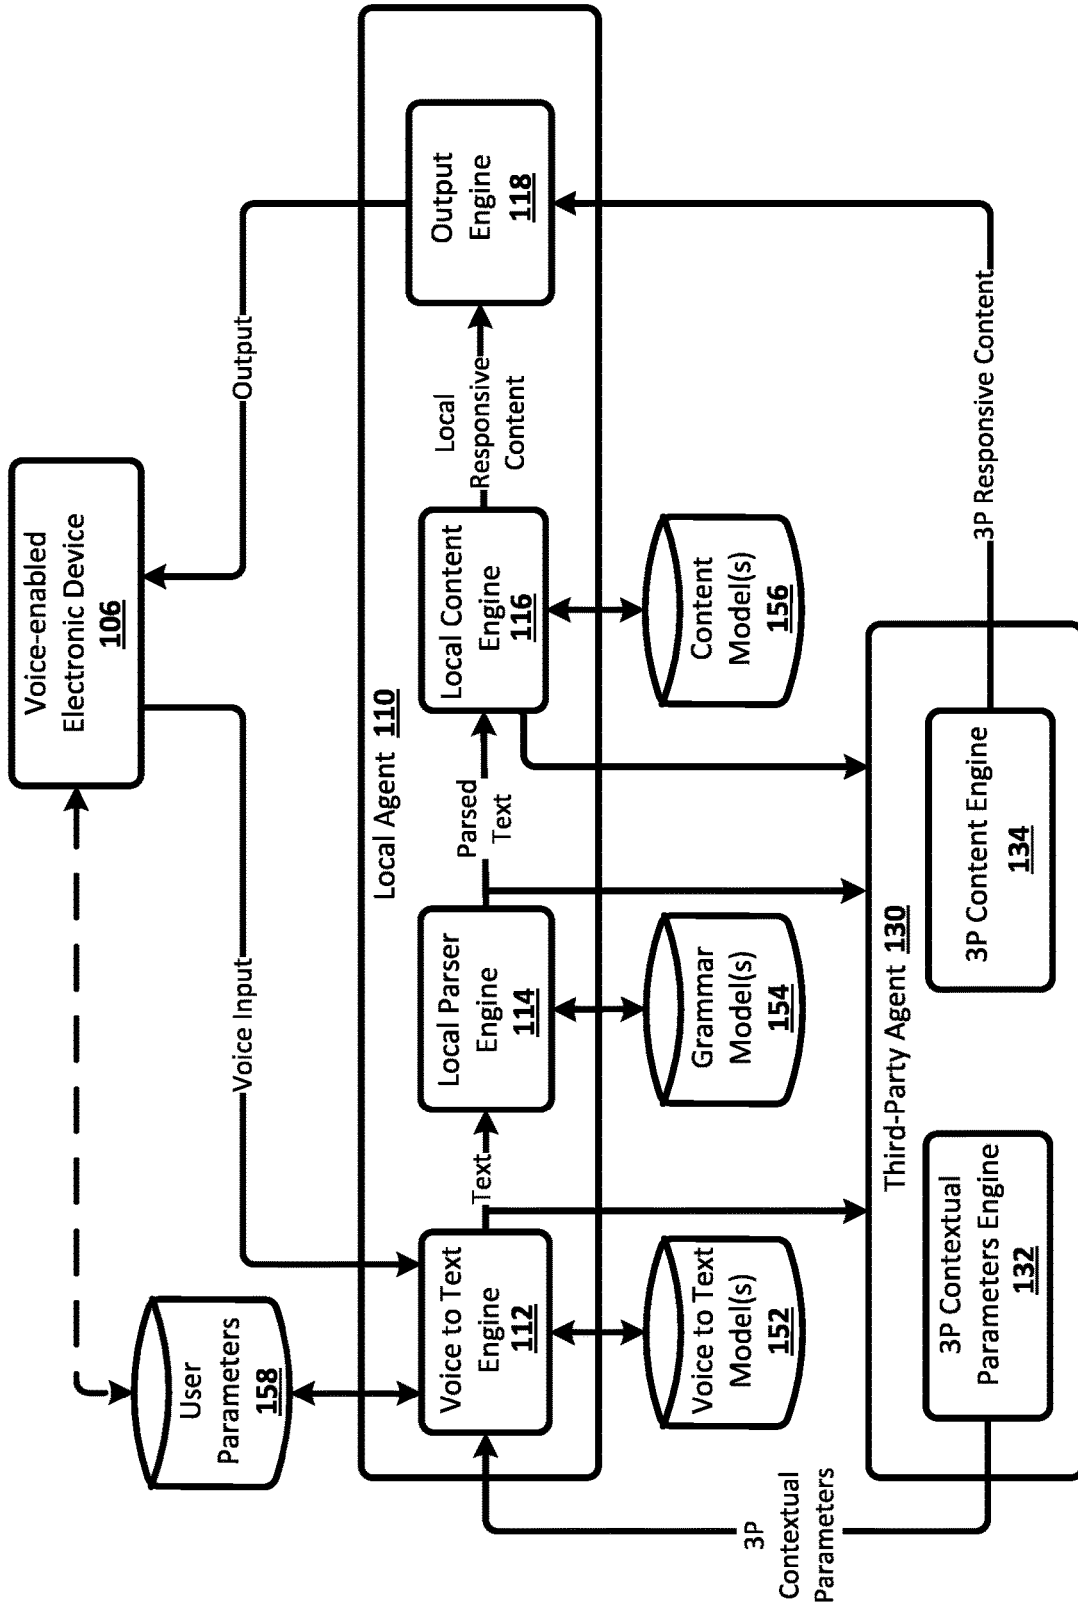 Voice-enabled
Electronic Device
106
User
Parameters
158
Voice Input
Output
Local Agent 110
Voice to Text
Engine
112
Text
Local Parser
Engine
114
Parsed
Text
Local Content
Engine
116
Local
Responsive
Content
Output
Engine
118
Voice to Text
Model(s)
152
Grammar
Model(s)
154
Content
Model(s)
156
3P
Contextual
Parameters
Third-Party Agent 130
3P Contextual
Parameters Engine
132
3P Content Engine
134
3P Responsive Content